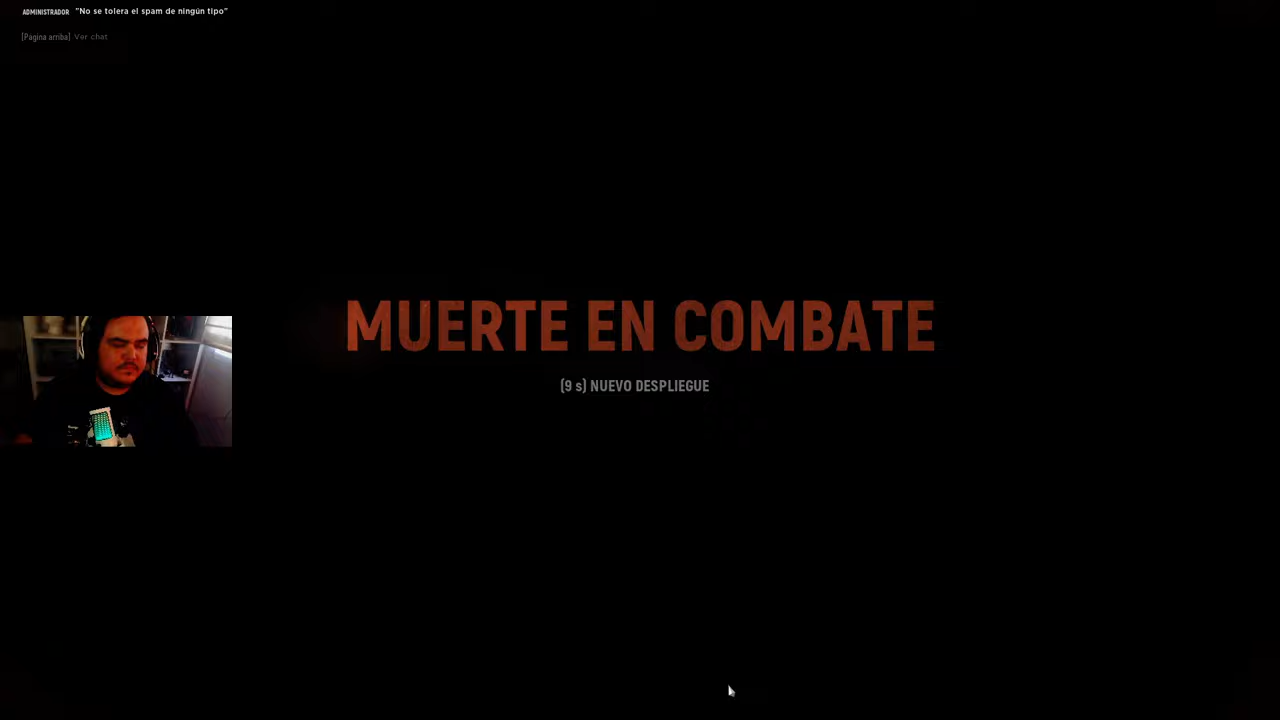 ADMINISTRADOR "No se tolera el spam de ningún tipo"
[Página arriba] Ver chat
MUERTE EN COMBATE
(9 s) NUEVO DESPLIEGUE